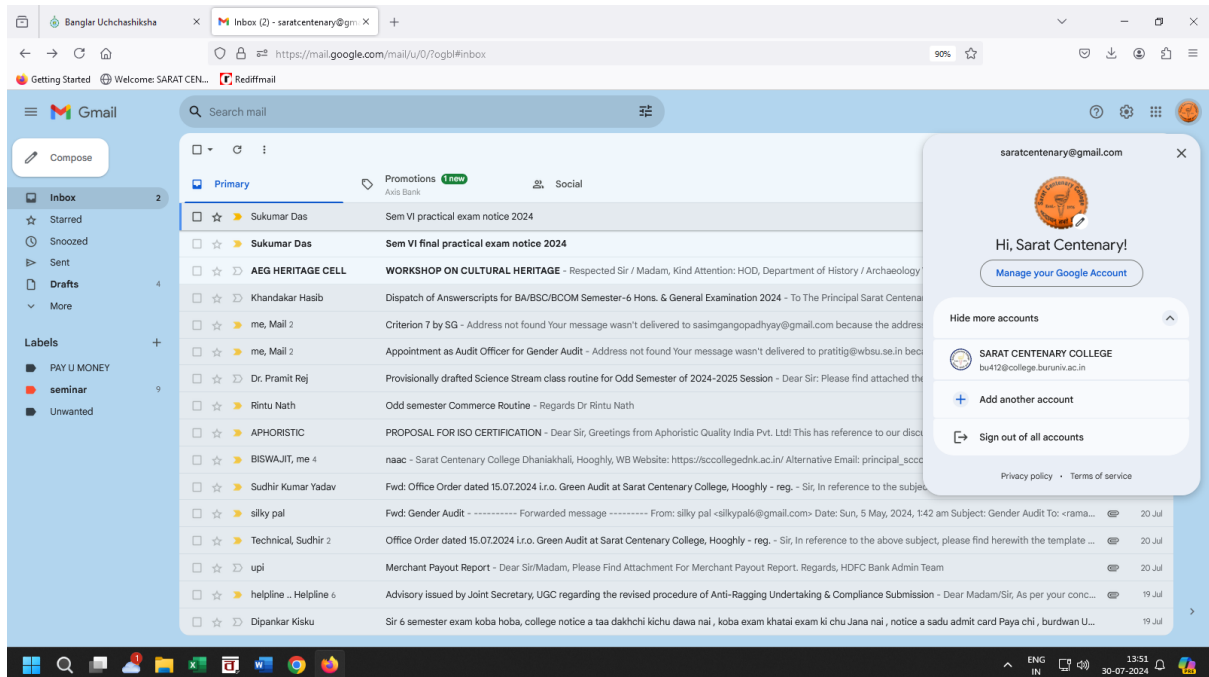 Banglar Uchchashiksha
Inbox (2) - saratcentenary@gm
https://mail.google.com/mail/u/0/?ogbl#inbox
90%
Getting Started Welcome: SARAT CEN... Rediffmail
Gmail
Search mail
Compose
Inbox 2
Starred
Snoozed
Sent
Drafts 4
More
Labels
PAY U MONEY
seminar 9
Unwanted
Primary
Promotions 1 new
Axis Bank
Social
Sukumar Das Sem VI practical exam notice 2024
Sukumar Das Sem VI final practical exam notice 2024
AEG HERITAGE CELL WORKSHOP ON CULTURAL HERITAGE - Respected Sir / Madam, Kind Attention: HOD, Department of History / Archaeology
Khandakar Hasib Dispatch of Answerscripts for BA/BSC/BCOM Semester-6 Hons. & General Examination 2024 - To The Principal Sarat Centena
me, Mail 2 Criterion 7 by SG - Address not found Your message wasn't delivered to sasimgangopadhyay@gmail.com because the address
me, Mail 2 Appointment as Audit Officer for Gender Audit - Address not found Your message wasn't delivered to pratitig@wbsu.se.in bec
Dr. Pramit Rej Provisionally drafted Science Stream class routine for Odd Semester of 2024-2025 Session - Dear Sir: Please find attached the
Rintu Nath Odd semester Commerce Routine - Regards Dr Rintu Nath
APHORISTIC PROPOSAL FOR ISO CERTIFICATION - Dear Sir, Greetings from Aphoristic Quality India Pvt. Ltd! This has reference to our discu
BISWAJIT, me 4 naac - Sarat Centenary College Dhaniakhali, Hooghly, WB Website: https://sccollegednk.ac.in/ Alternative Email: principal_sccc
Sudhir Kumar Yadav Fwd: Office Order dated 15.07.2024 i.r.o. Green Audit at Sarat Centenary College, Hooghly - reg. - Sir, In reference to the subje
silky pal Fwd: Gender Audit - ---------- Forwarded message --------- From: silky pal <silkypal6@gmail.com> Date: Sun, 5 May, 2024, 1:42 am Subject: Gender Audit To: <rama... 20 Jul
Technical, Sudhir 2 Office Order dated 15.07.2024 i.r.o. Green Audit at Sarat Centenary College, Hooghly - reg. - Sir, In reference to the above subject, please find herewith the template ... 20 Jul
upi Merchant Payout Report - Dear Sir/Madam, Please Find Attachment For Merchant Payout Report. Regards, HDFC Bank Admin Team 20 Jul
helpline .. Helpline 6 Advisory issued by Joint Secretary, UGC regarding the revised procedure of Anti-Ragging Undertaking & Compliance Submission - Dear Madam/Sir, As per your conc... 19 Jul
Dipankar Kisku Sir 6 semester exam koba hoba, college notice a taa dakhchi kichu dawa nai , koba exam khatai exam ki chu Jana nai , notice a sadu admit card Paya chi , burdwan U... 19 Jul
saratcentenary@gmail.com
Hi, Sarat Centenary!
Manage your Google Account
Hide more accounts
SARAT CENTENARY COLLEGE
bu412@college.buruniv.ac.in
Add another account
Sign out of all accounts
Privacy policy • Terms of service
ENG
IN
13:51
30-07-2024